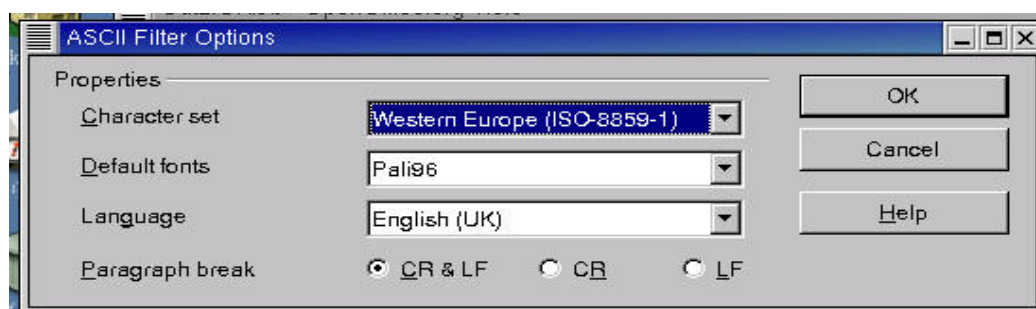 ASCII Filter Options
Properties
Character set
Western Europe (ISO-8859-1)
Default fonts
Pali96
Language
English (UK)
Paragraph break
CR & LF
CR
LF
OK
Cancel
Help